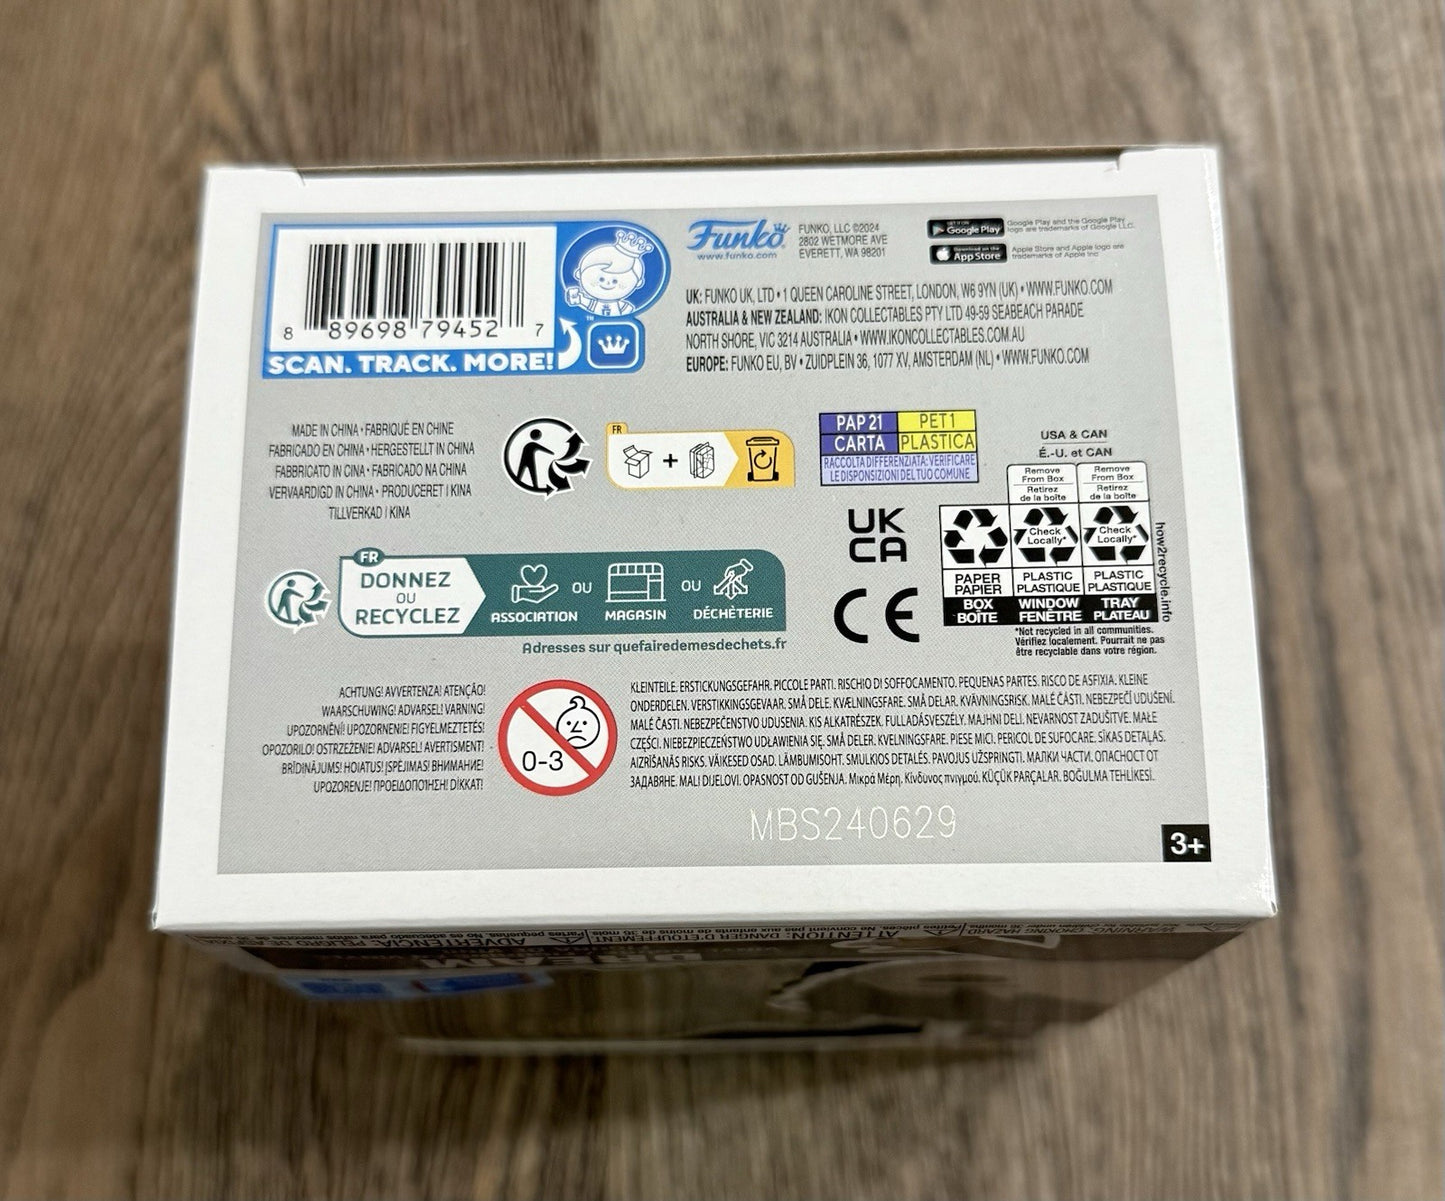 8 89698 79452 7
SCAN. TRACK. MORE!
Funko
www.funko.com
FUNKO, LLC ©2024
2802 WETMORE AVE
EVERETT, WA 98201
GET IT ON
Google Play
Google Play and the Google Play
logo are trademarks of Google LLC.
Download on the
App Store
Apple Store and Apple logo are
trademarks of Apple Inc
UK: FUNKO UK, LTD • 1 QUEEN CAROLINE STREET, LONDON, W6 9YN (UK) • WWW.FUNKO.COM
AUSTRALIA & NEW ZEALAND: IKON COLLECTABLES PTY LTD 49-59 SEABEACH PARADE
NORTH SHORE, VIC 3214 AUSTRALIA • WWW.IKONCOLLECTABLES.COM.AU
EUROPE: FUNKO EU, BV • ZUIDPLEIN 36, 1077 XV, AMSTERDAM (NL) • WWW.FUNKO.COM
MADE IN CHINA • FABRIQUÉ EN CHINE
FABRICADO EN CHINA • HERGESTELLT IN CHINA
FABBRICATO IN CINA • FABRICADO NA CHINA
VERVAARDIGD IN CHINA • PRODUCERET I KINA
TILLVERKAD I KINA
FR
+
PAP 21
PET1
CARTA
PLASTICA
RACCOLTA DIFFERENZIATA: VERIFICARE
LE DISPOSIZIONI DEL TUO COMUNE
USA & CAN
É.-U. et CAN
Remove
From Box
Retirez
de la boîte
Remove
From Box
Retirez
de la boîte
Check
Locally*
Check
Locally*
PAPER
PAPIER
PLASTIC
PLASTIQUE
PLASTIC
PLASTIQUE
BOX
BOÎTE
WINDOW
FENÊTRE
TRAY
PLATEAU
how2recycle.info
*Not recycled in all communities.
Vérifiez localement. Pourrait ne pas
être recyclable dans votre région.
UK
CA
CE
FR
DONNEZ
OU
RECYCLEZ
ASSOCIATION
OU
MAGASIN
OU
DÉCHÈTERIE
Adresses sur quefairedemesdechets.fr
ACHTUNG! AVVERTENZA! ATENÇÃO!
WAARSCHUWING! ADVARSEL! VARNING!
UPOZORNĚNÍ! UPOZORNENIE! FIGYELMEZTETÉS!
OPOZORILO! OSTRZEŻENIE! ADVARSEL! AVERTISMENT!
BRĪDINĀJUMS! HOIATUS! ĮSPĖJIMAS! ВНИМАНИЕ!
UPOZORENJE! ΠΡΟΕΙΔΟΠΟΙΗΣΗ! DİKKAT!
0-3
KLEINTEILE. ERSTICKUNGSGEFAHR. PICCOLE PARTI. RISCHIO DI SOFFOCAMENTO. PEQUENAS PARTES. RISCO DE ASFIXIA. KLEINE
ONDERDELEN. VERSTIKKINGSGEVAAR. SMÅ DELE. KVÆLNINGSFARE. SMÅ DELAR. KVÄVNINGSRISK. MALÉ ČÁSTI. NEBEZPEČÍ UDUŠENÍ.
MALÉ ČASTI. NEBEZPEČENSTVO UDUSENIA. KIS ALKATRÉSZEK. FULLADÁSVESZÉLY. MAJHNI DELI. NEVARNOST ZADUŠITVE. MAŁE
CZĘŚCI. NIEBEZPIECZEŃSTWO UDŁAWIENIA SIĘ. SMÅ DELER. KVELNINGSFARE. PIESE MICI. PERICOL DE SUFOCARE. SĪKAS DETAĻAS.
AIZRĪŠANĀS RISKS. VÄIKESED OSAD. LÄMBUMISOHT. SMULKIOS DETALĖS. PAVOJUS UŽSPRINGTI. МАЛКИ ЧАСТИ. ОПАСНОСТ ОТ
ЗАДАВЯНЕ. MALI DIJELOVI. OPASNOST OD GUŠENJA. Μικρά Μέρη. Κίνδυνος πνιγμού. KÜÇÜK PARÇALAR. BOĞULMA TEHLİKESİ.
MBS240629
3+
DREAM